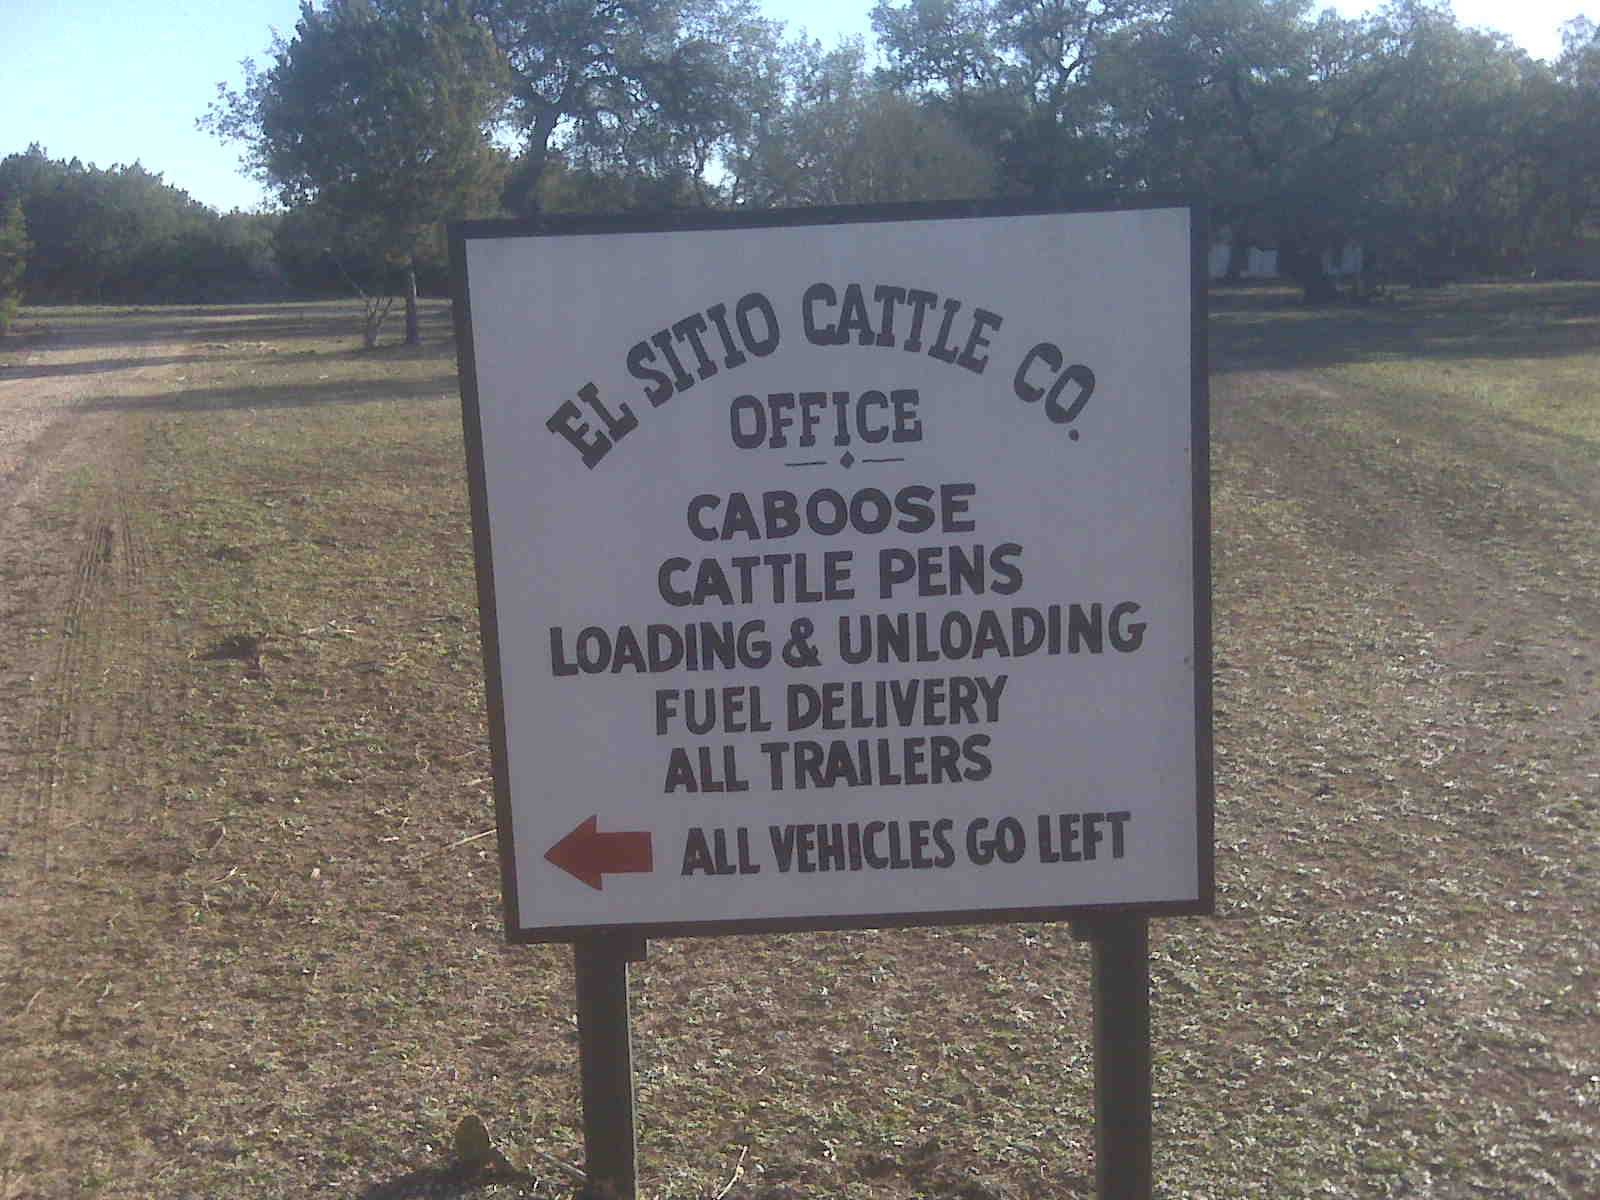 EL SITIO CATTLE CO.
OFFICE
CABOOSE
CATTLE PENS
LOADING & UNLOADING
FUEL DELIVERY
ALL TRAILERS
ALL VEHICLES GO LEFT